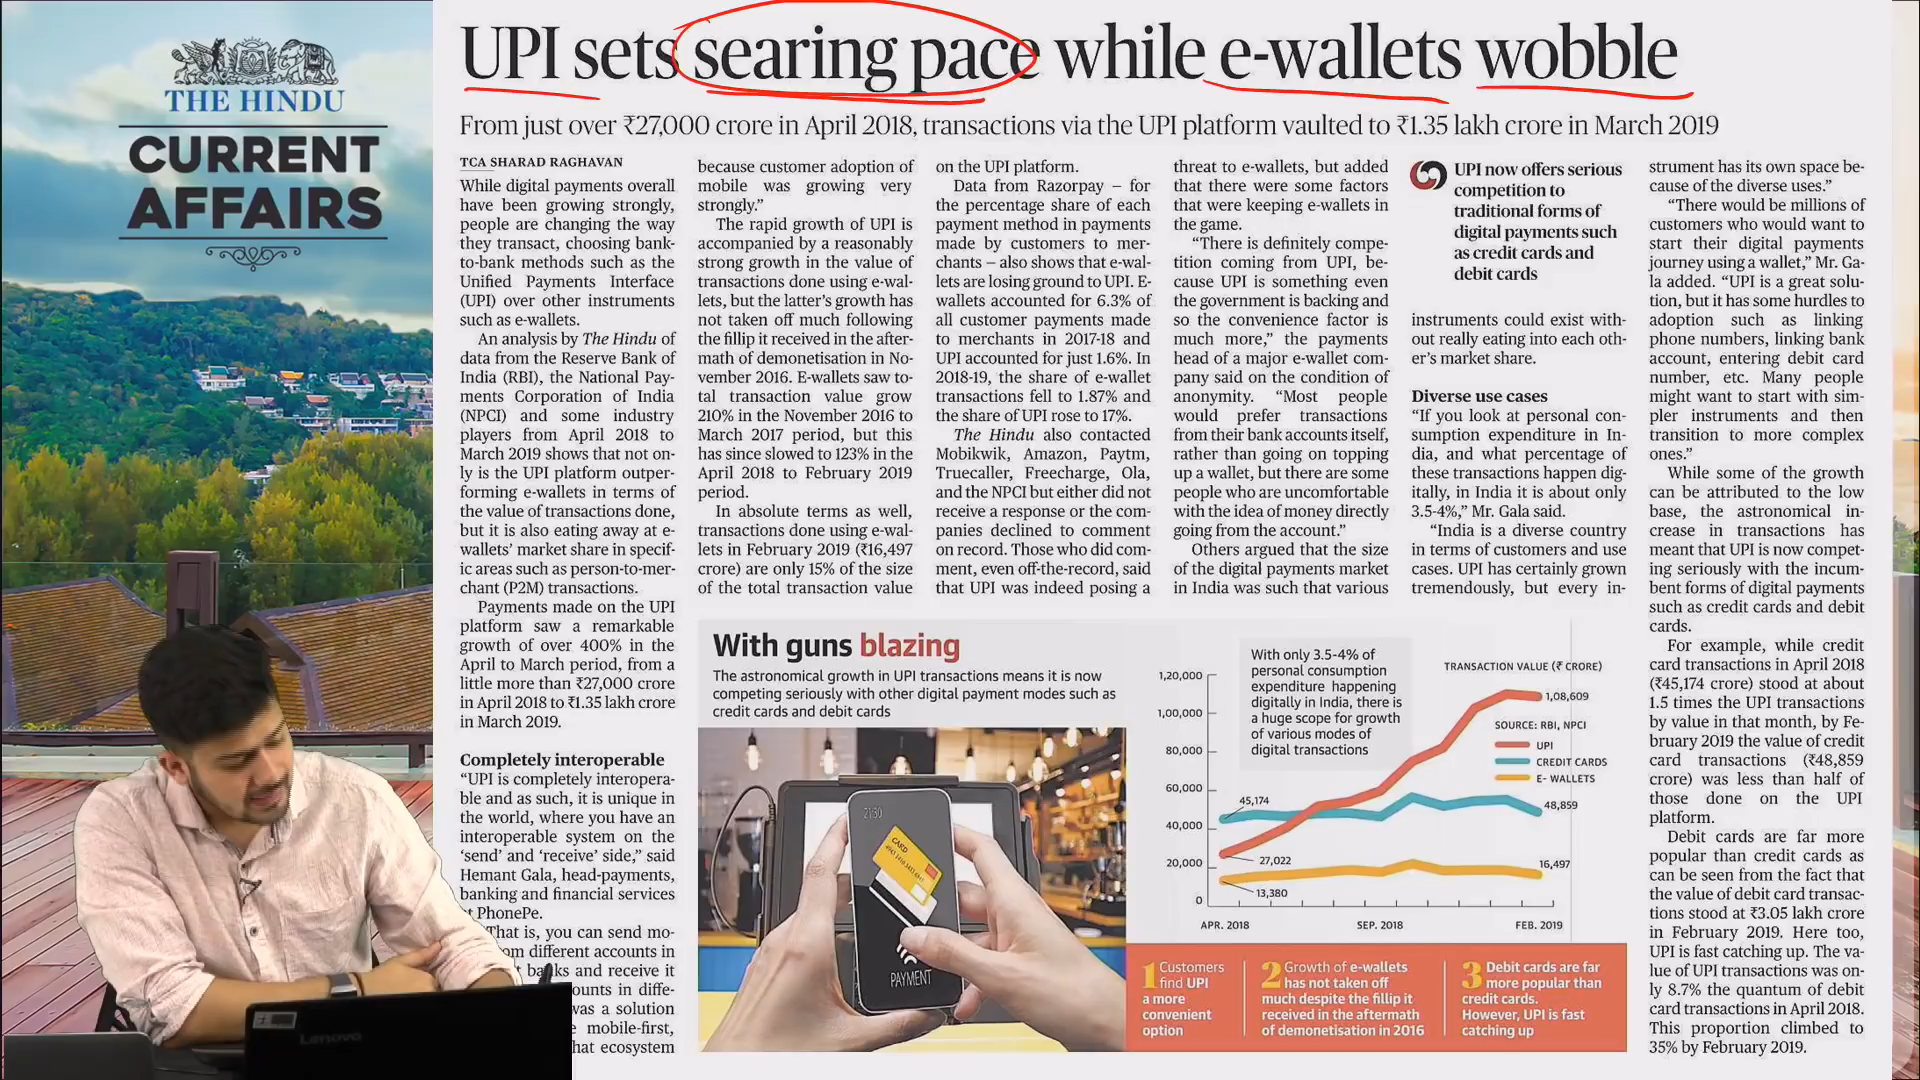 THE HINDU
CURRENT
AFFAIRS
UPI sets searing pace while e-wallets wobble
From just over ₹27,000 crore in April 2018, transactions via the UPI platform vaulted to ₹1.35 lakh crore in March 2019
TCA SHARAD RAGHAVAN
While digital payments overall
have been growing strongly,
people are changing the way
they transact, choosing bank-
to-bank methods such as the
Unified Payments Interface
(UPI) over other instruments
such as e-wallets.
An analysis by The Hindu of
data from the Reserve Bank of
India (RBI), the National Pay-
ments Corporation of India
(NPCI) and some industry
players from April 2018 to
March 2019 shows that not on-
ly is the UPI platform outper-
forming e-wallets in terms of
the value of transactions done,
but it is also eating away at e-
wallets' market share in specif-
ic areas such as person-to-mer-
chant (P2M) transactions.
Payments made on the UPI
platform saw a remarkable
growth of over 400% in the
April to March period, from a
little more than ₹27,000 crore
in April 2018 to ₹1.35 lakh crore
in March 2019.
Completely interoperable
“UPI is completely interopera-
ble and as such, it is unique in
the world, where you have an
interoperable system on the
‘send’ and ‘receive’ side,” said
Hemant Gala, head-payments,
banking and financial services
PhonePe.
That is, you can send mo-
different accounts in
and receive it
in diffe-
was a solution
mobile-first,
ecosystem
because customer adoption of
mobile was growing very
strongly.”
The rapid growth of UPI is
accompanied by a reasonably
strong growth in the value of
transactions done using e-wal-
lets, but the latter's growth has
not taken off much following
the fillip it received in the after-
math of demonetisation in No-
vember 2016. E-wallets saw to-
tal transaction value grow
210% in the November 2016 to
March 2017 period, but this
has since slowed to 123% in the
April 2018 to February 2019
period.
In absolute terms as well,
transactions done using e-wal-
lets in February 2019 (₹16,497
crore) are only 15% of the size
of the total transaction value
on the UPI platform.
Data from Razorpay – for
the percentage share of each
payment method in payments
made by customers to mer-
chants – also shows that e-wal-
lets are losing ground to UPI. E-
wallets accounted for 6.3% of
all customer payments made
to merchants in 2017-18 and
UPI accounted for just 1.6%. In
2018-19, the share of e-wallet
transactions fell to 1.87% and
the share of UPI rose to 17%.
The Hindu also contacted
Mobikwik, Amazon, Paytm,
Truecaller, Freecharge, Ola,
and the NPCI but either did not
receive a response or the com-
panies declined to comment
on record. Those who did com-
ment, even off-the-record, said
that UPI was indeed posing a
threat to e-wallets, but added
that there were some factors
that were keeping e-wallets in
the game.
“There is definitely compe-
tition coming from UPI, be-
cause UPI is something even
the government is backing and
so the convenience factor is
much more,” the payments
head of a major e-wallet com-
pany said on the condition of
anonymity. “Most people
would prefer transactions
from their bank accounts itself,
rather than going on topping
up a wallet, but there are some
people who are uncomfortable
with the idea of money directly
going from the account.”
Others argued that the size
of the digital payments market
in India was such that various
UPI now offers serious
competition to
traditional forms of
digital payments such
as credit cards and
debit cards
instruments could exist with-
out really eating into each oth-
er's market share.
Diverse use cases
“If you look at personal con-
sumption expenditure in In-
dia, and what percentage of
these transactions happen dig-
itally, in India it is about only
3.5-4%,” Mr. Gala said.
“India is a diverse country
in terms of customers and use
cases. UPI has certainly grown
tremendously, but every in-
strument has its own space be-
cause of the diverse uses.”
“There would be millions of
customers who would want to
start their digital payments
journey using a wallet,” Mr. Ga-
la added. “UPI is a great solu-
tion, but it has some hurdles to
adoption such as linking
phone numbers, linking bank
account, entering debit card
number, etc. Many people
might want to start with sim-
pler instruments and then
transition to more complex
ones.”
While some of the growth
can be attributed to the low
base, the astronomical in-
crease in transactions has
meant that UPI is now compet-
ing seriously with the incum-
bent forms of digital payments
such as credit cards and debit
cards.
For example, while credit
card transactions in April 2018
(₹45,174 crore) stood at about
1.5 times the UPI transactions
by value in that month, by Fe-
bruary 2019 the value of credit
card transactions (₹48,859
crore) was less than half of
those done on the UPI
platform.
Debit cards are far more
popular than credit cards as
can be seen from the fact that
the value of debit card transac-
tions stood at ₹3.05 lakh crore
in February 2019. Here too,
UPI is fast catching up. The va-
lue of UPI transactions was on-
ly 8.7% the quantum of debit
card transactions in April 2018.
This proportion climbed to
35% by February 2019.
With guns blazing
The astronomical growth in UPI transactions means it is now
competing seriously with other digital payment modes such as
credit cards and debit cards
21:30
CARD
PAYMENT
With only 3.5-4% of
personal consumption
expenditure happening
digitally in India, there is
a huge scope for growth
of various modes of
digital transactions
TRANSACTION VALUE (₹ CRORE)
1,20,000
1,00,000
80,000
60,000
40,000
20,000
0
1,08,609
SOURCE: RBI, NPCI
UPI
CREDIT CARDS
E- WALLETS
45,174
48,859
27,022
16,497
13,380
APR. 2018
SEP. 2018
FEB. 2019
1 Customers
find UPI
a more
convenient
option
2 Growth of e-wallets
has not taken off
much despite the fillip it
received in the aftermath
of demonetisation in 2016
3 Debit cards are far
more popular than
credit cards.
However, UPI is fast
catching up
Lenovo